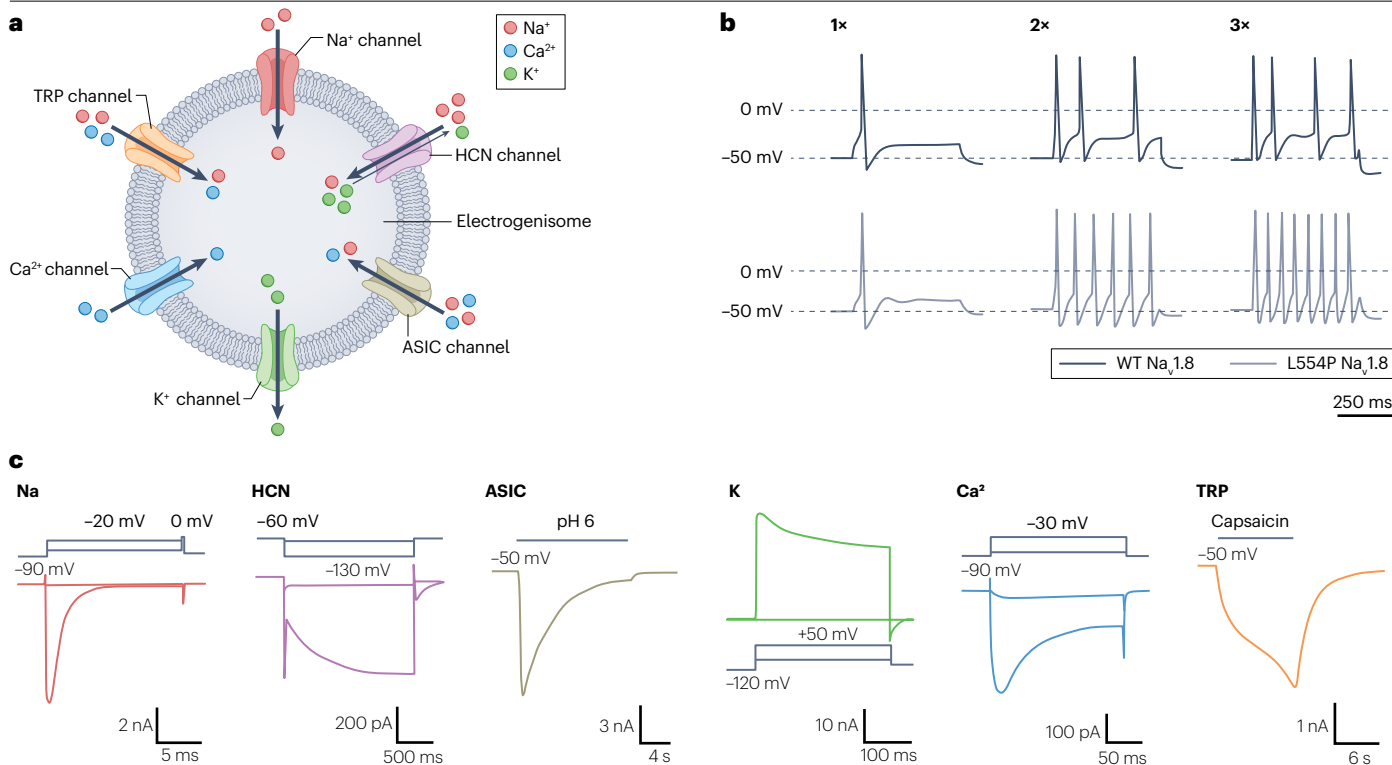 a
Na⁺
Ca²⁺
K⁺
Na⁺ channel
TRP channel
HCN channel
Electrogenisome
Ca²⁺ channel
ASIC channel
K⁺ channel
b
1× 2× 3×
0 mV
−50 mV
0 mV
−50 mV
WT Naᵥ1.8 L554P Naᵥ1.8
250 ms
c
Na
−20 mV 0 mV
−90 mV
2 nA
5 ms
HCN
−60 mV
−130 mV
200 pA
500 ms
ASIC
pH 6
−50 mV
3 nA
4 s
K
+50 mV
−120 mV
10 nA
100 ms
Ca²
−30 mV
−90 mV
100 pA
50 ms
TRP
Capsaicin
−50 mV
1 nA
6 s